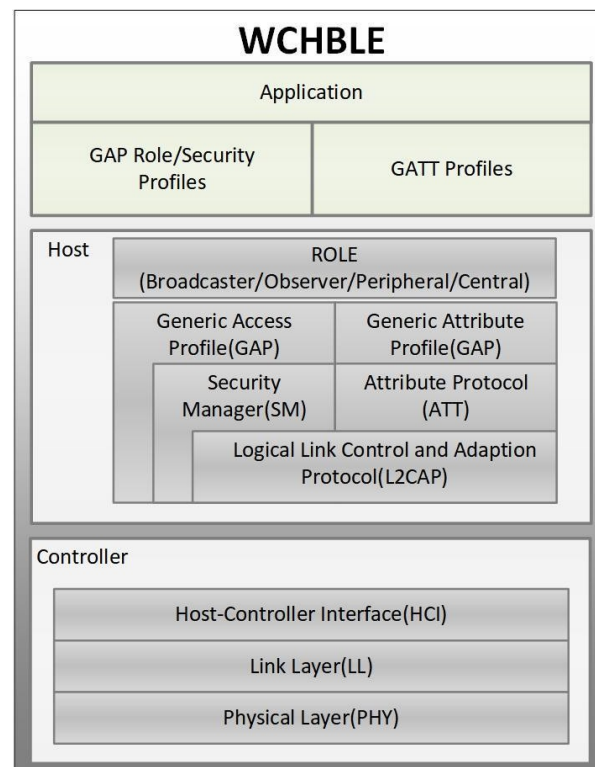 WCHBLE
Application
GAP Role/Security
Profiles
GATT Profiles
Host
ROLE
(Broadcaster/Observer/Peripheral/Central)
Generic Access
Profile(GAP)
Generic Attribute
Profile(GAP)
Security
Manager(SM)
Attribute Protocol
(ATT)
Logical Link Control and Adaption
Protocol(L2CAP)
Controller
Host-Controller Interface(HCI)
Link Layer(LL)
Physical Layer(PHY)